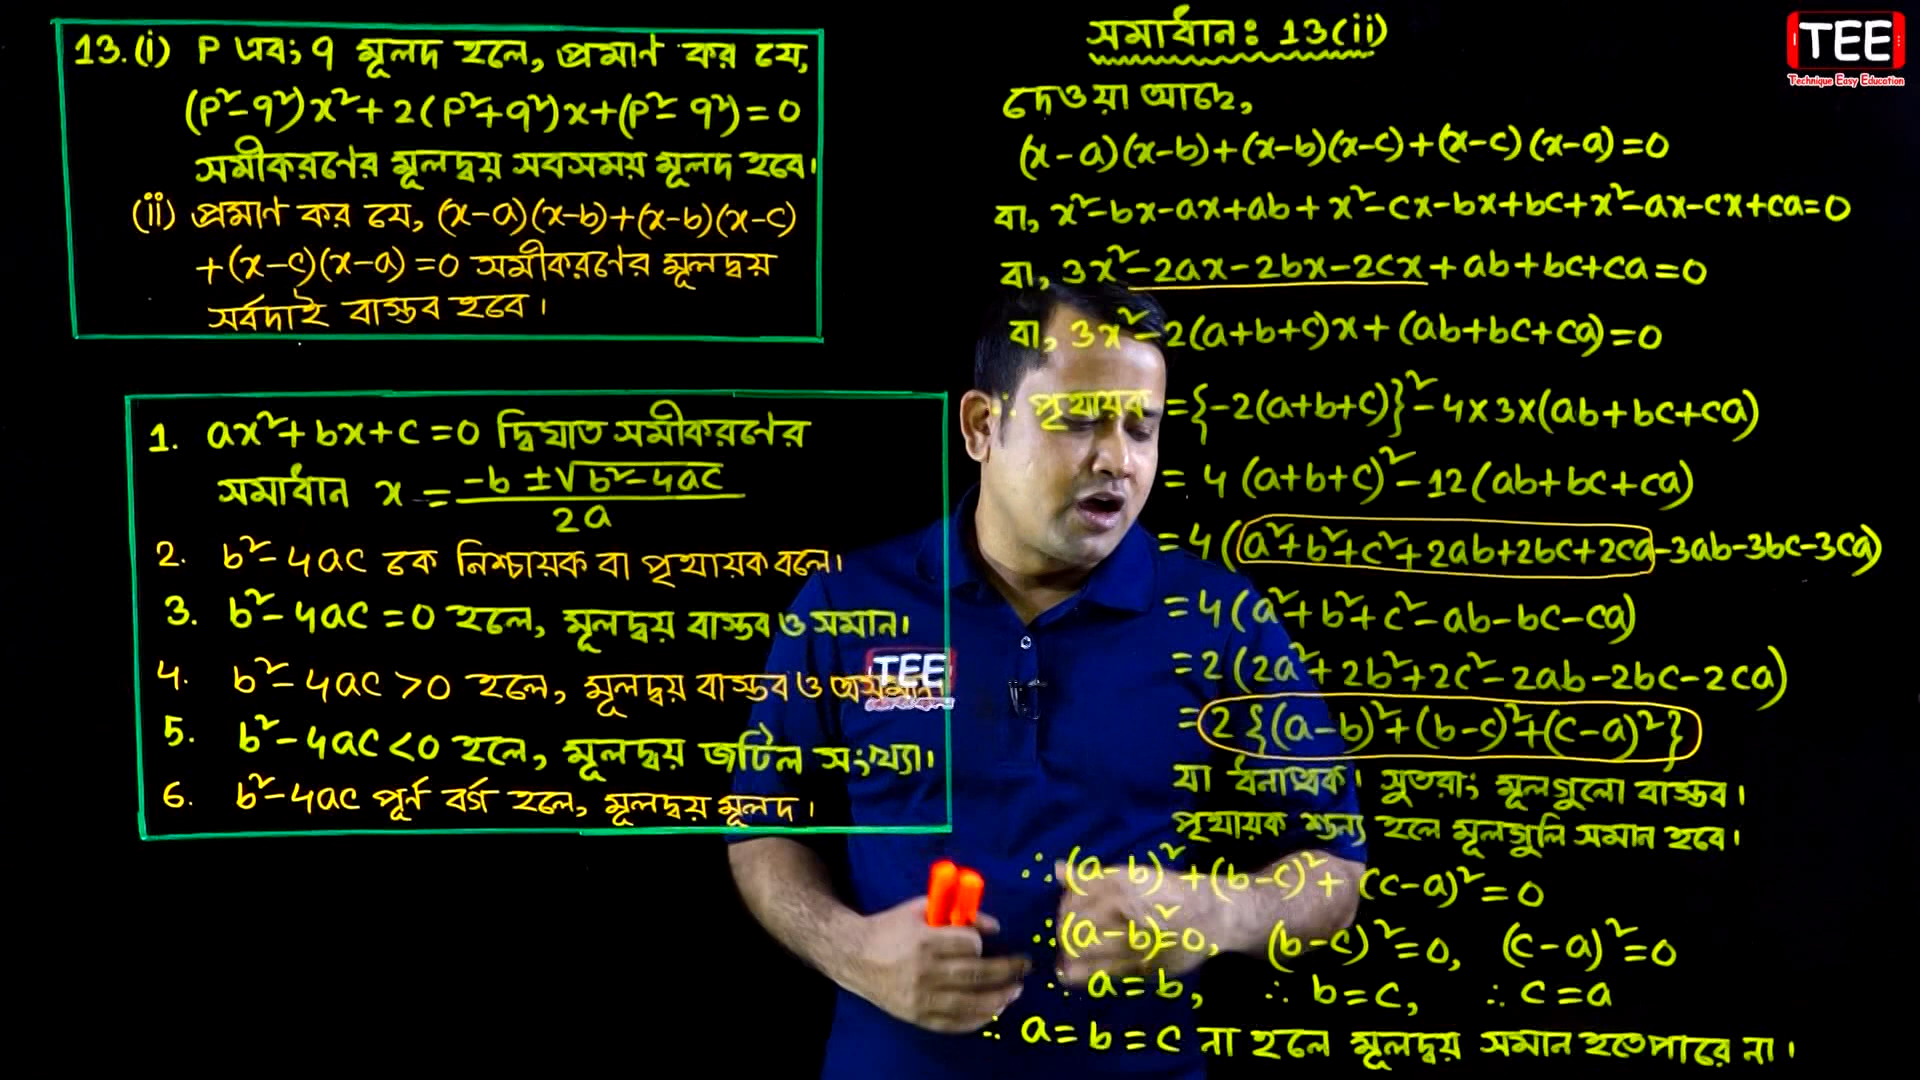 13.(i) P এবং q মূলদ হলে, প্রমাণ কর যে,
(p²-q²)x²+2(p²+q²)x+(p²-q²)=0
সমীকরণের মূলদ্বয় সবসময় মূলদ হবে।
(ii) প্রমাণ কর যে, (x-a)(x-b)+(x-b)(x-c)
+(x-c)(x-a)=0 সমীকরণের মূলদ্বয়
সর্বদাই বাস্তব হবে।
1. ax²+bx+c=0 দ্বিঘাত সমীকরণের
সমাধান x = (-b ± √b²-4ac)/2a
2. b²-4ac কে নিশ্চায়ক বা পৃথায়ক বলে।
3. b²-4ac=0 হলে, মূলদ্বয় বাস্তব ও সমান।
4. b²-4ac>0 হলে, মূলদ্বয় বাস্তব ও অসমান।
5. b²-4ac<0 হলে, মূলদ্বয় জটিল সংখ্যা।
6. b²-4ac পূর্ণ বর্গ হলে, মূলদ্বয় মূলদ।
সমাধান: 13(ii)
দেওয়া আছে,
(x-a)(x-b)+(x-b)(x-c)+(x-c)(x-a)=0
বা, x²-bx-ax+ab+x²-cx-bx+bc+x²-ax-cx+ca=0
বা, 3x²-2ax-2bx-2cx+ab+bc+ca=0
বা, 3x²-2(a+b+c)x+(ab+bc+ca)=0
∴ পৃথায়ক = {-2(a+b+c)}²-4×3×(ab+bc+ca)
= 4(a+b+c)²-12(ab+bc+ca)
= 4(a²+b²+c²+2ab+2bc+2ca-3ab-3bc-3ca)
= 4(a²+b²+c²-ab-bc-ca)
= 2(2a²+2b²+2c²-2ab-2bc-2ca)
= 2{(a-b)²+(b-c)²+(c-a)²}
যা ধনাত্মক। সুতরাং মূলগুলো বাস্তব।
পৃথায়ক শূন্য হলে মূলগুলি সমান হবে।
∴ (a-b)²+(b-c)²+(c-a)²=0
∴ (a-b)²=0, (b-c)²=0, (c-a)²=0
∴ a=b, ∴ b=c, ∴ c=a
∴ a=b=c না হলে মূলদ্বয় সমান হতে পারে না।
TEE
Technique Easy Education
TEE